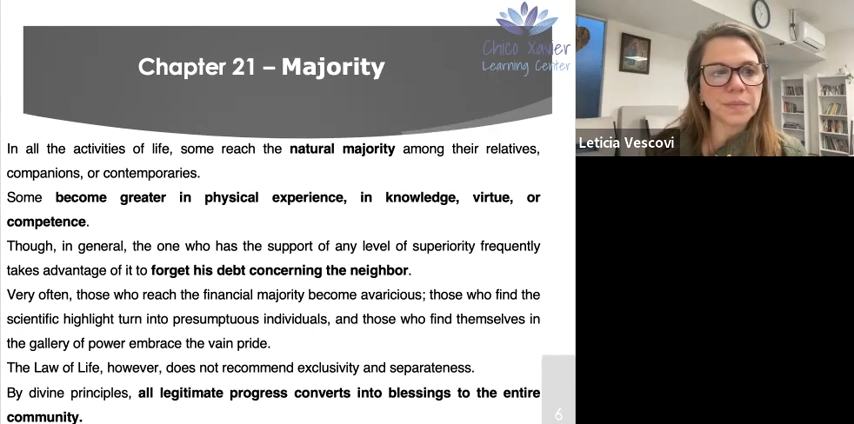 Chico Xavier
Learning Center
Chapter 21 – Majority
In all the activities of life, some reach the natural majority among their relatives,
companions, or contemporaries.
Some become greater in physical experience, in knowledge, virtue, or
competence.
Though, in general, the one who has the support of any level of superiority frequently
takes advantage of it to forget his debt concerning the neighbor.
Very often, those who reach the financial majority become avaricious; those who find the
scientific highlight turn into presumptuous individuals, and those who find themselves in
the gallery of power embrace the vain pride.
The Law of Life, however, does not recommend exclusivity and separateness.
By divine principles, all legitimate progress converts into blessings to the entire
community.
6
Leticia Vescovi